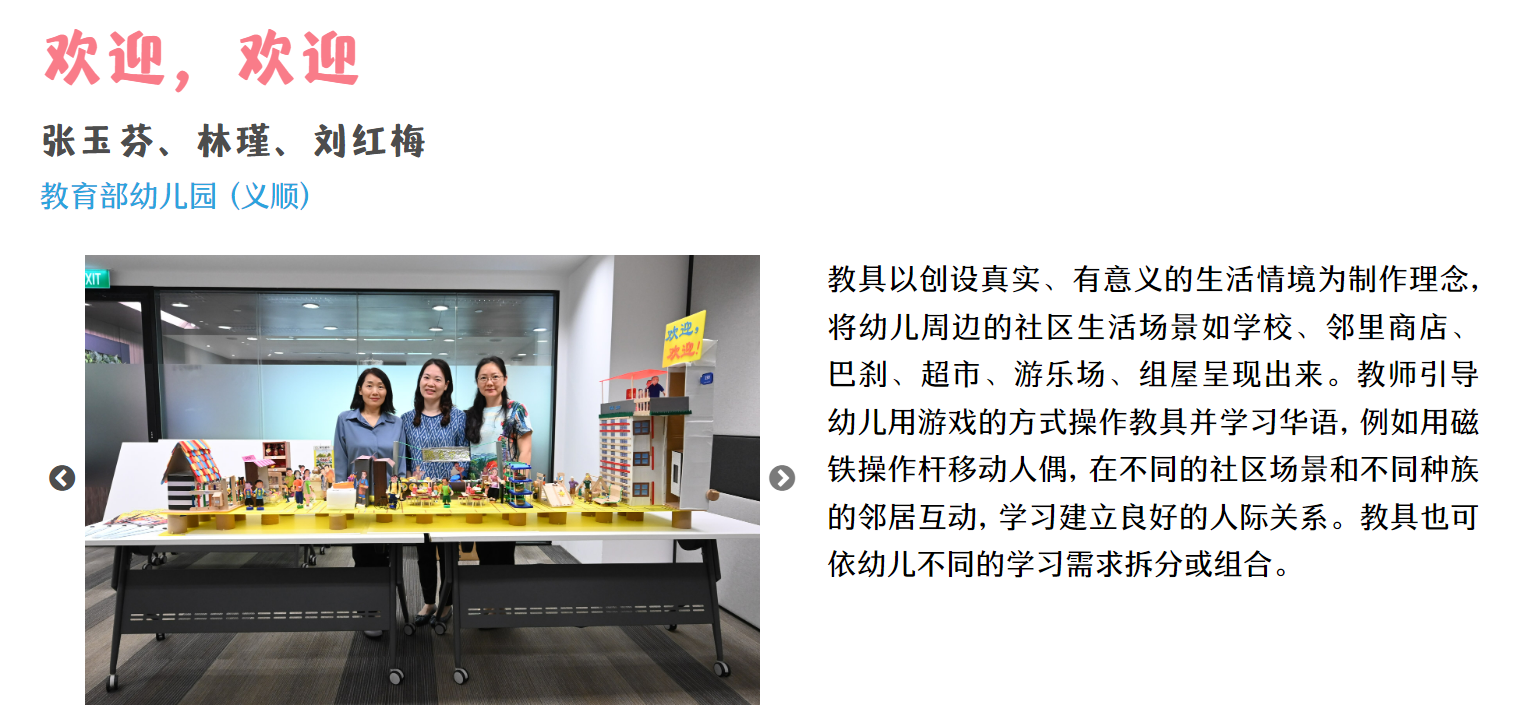 欢迎，欢迎
张玉芬、林瑾、刘红梅
教育部幼儿园（义顺）
EXIT
欢迎，
欢迎！
教具以创设真实、有意义的生活情境为制作理念，
将幼儿周边的社区生活场景如学校、邻里商店、
巴刹、超市、游乐场、组屋呈现出来。教师引导
幼儿用游戏的方式操作教具并学习华语，例如用磁
铁操作杆移动人偶，在不同的社区场景和不同种族
的邻居互动，学习建立良好的人际关系。教具也可
依幼儿不同的学习需求拆分或组合。